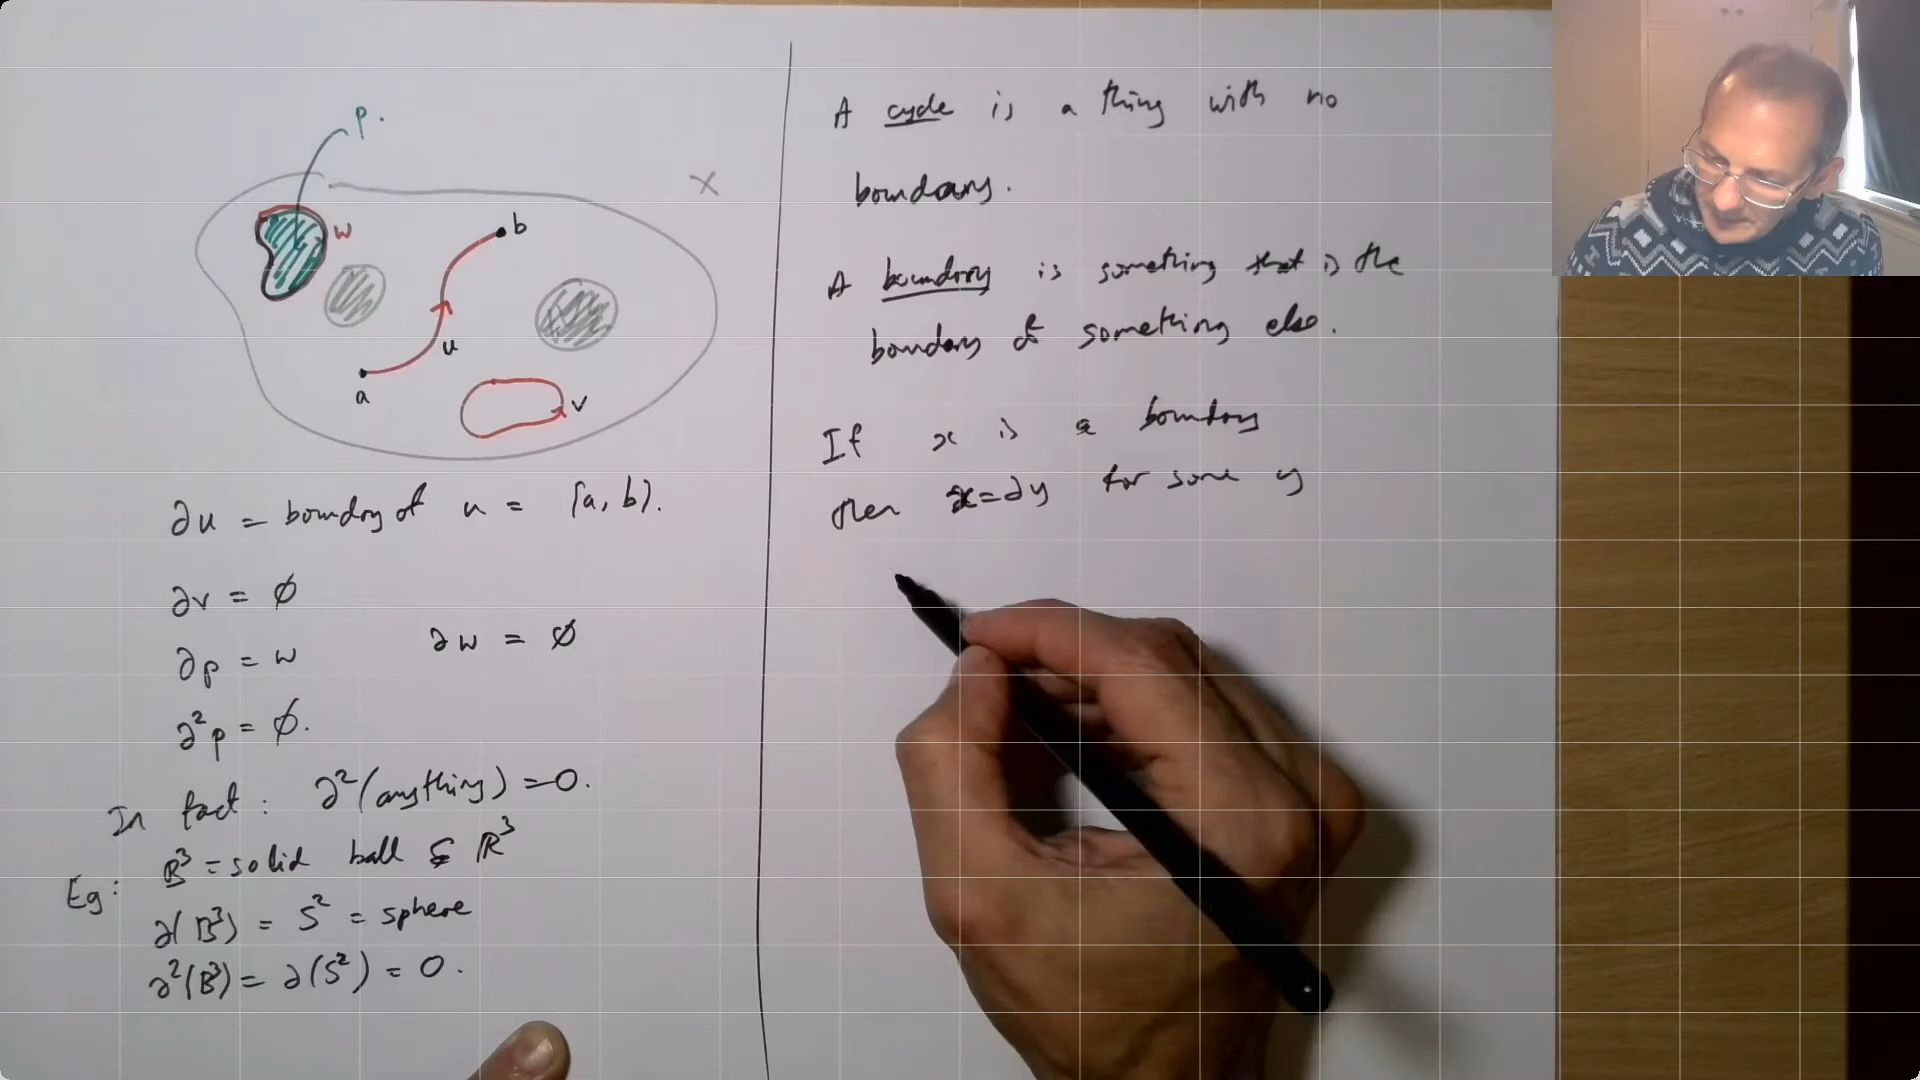 p.
X
w
b
u
a
v
∂u = boundary of u = {a, b}.
∂v = ∅
∂p = w
∂w = ∅
∂²p = ∅.
In fact: ∂²(anything) = 0.
Eg: B³ = solid ball ⊆ ℝ³
∂(B³) = S² = sphere
∂²(B³) = ∂(S²) = 0.
A cycle is a thing with no
boundary.
A boundary is something that is the
boundary of something else.
If x is a boundary
then x = ∂y for some y